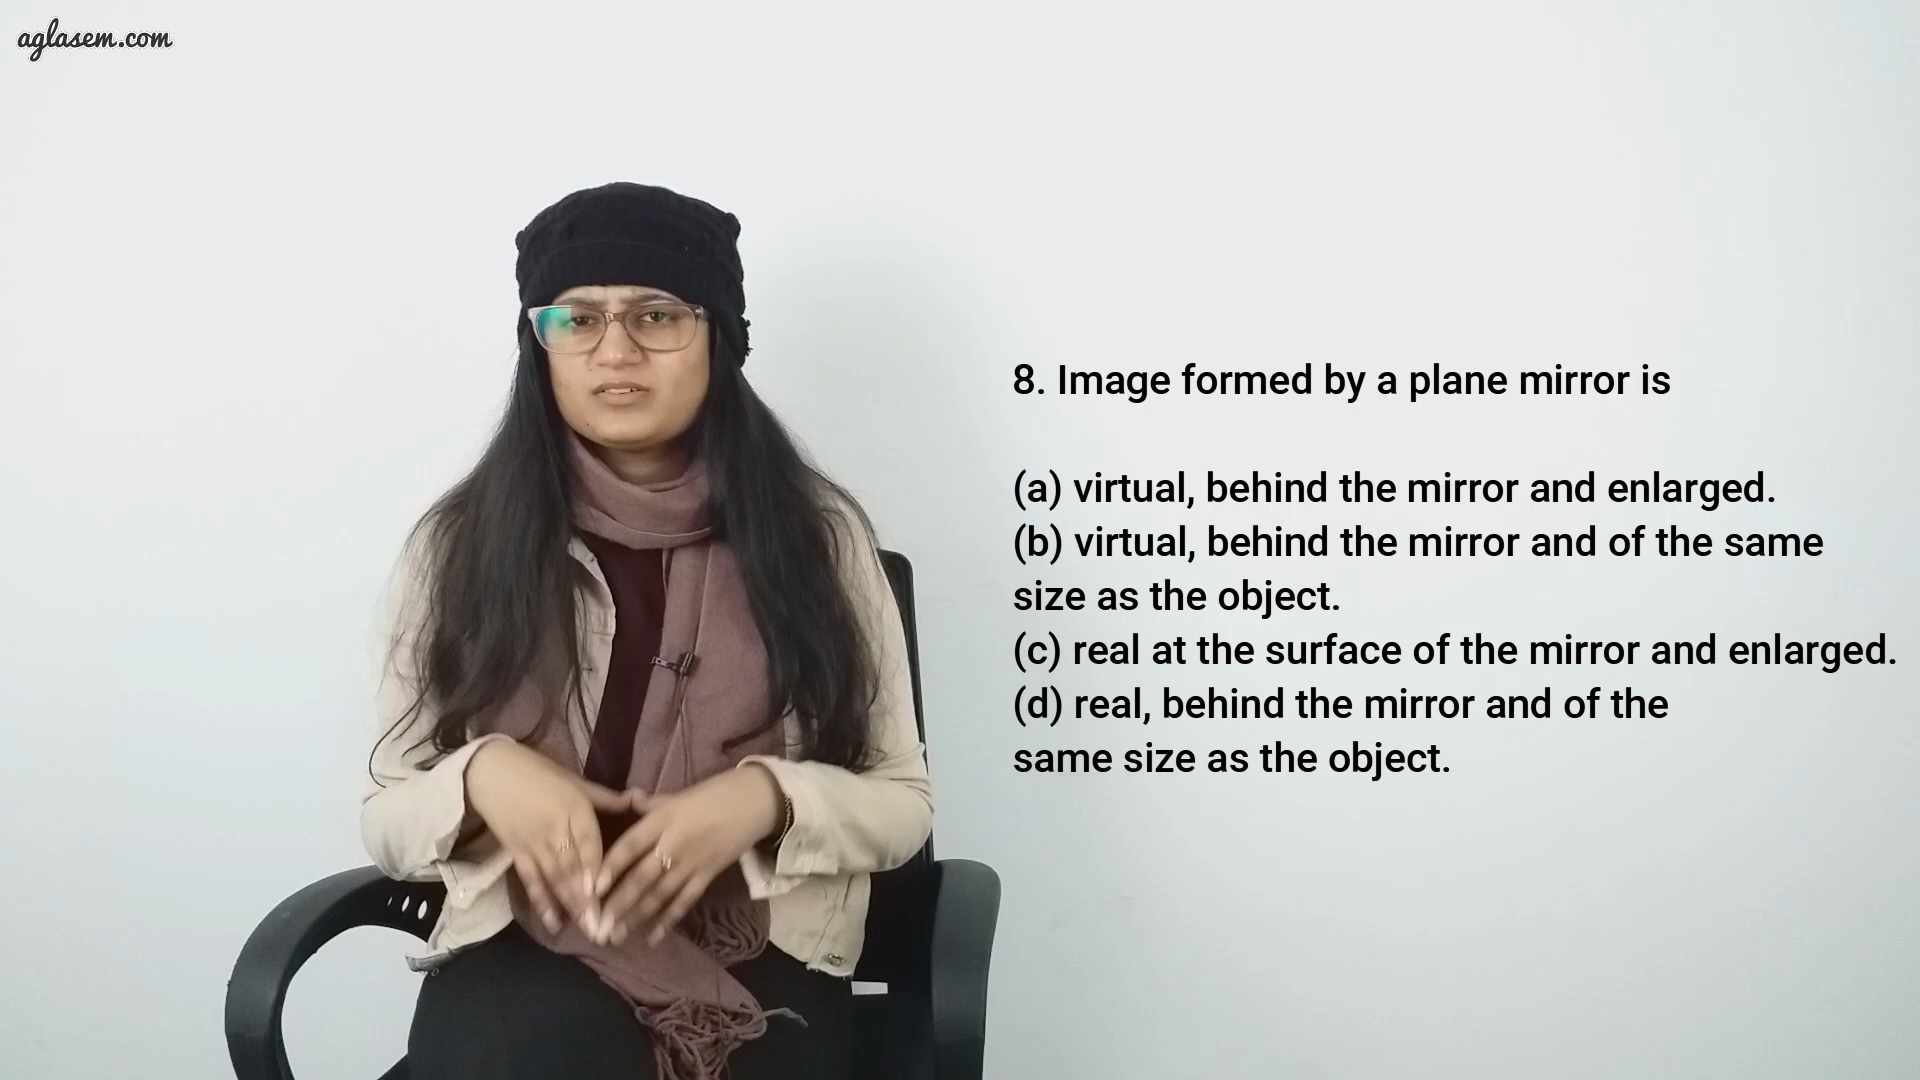 aglasem.com
8. Image formed by a plane mirror is
(a) virtual, behind the mirror and enlarged.
(b) virtual, behind the mirror and of the same
size as the object.
(c) real at the surface of the mirror and enlarged.
(d) real, behind the mirror and of the
same size as the object.